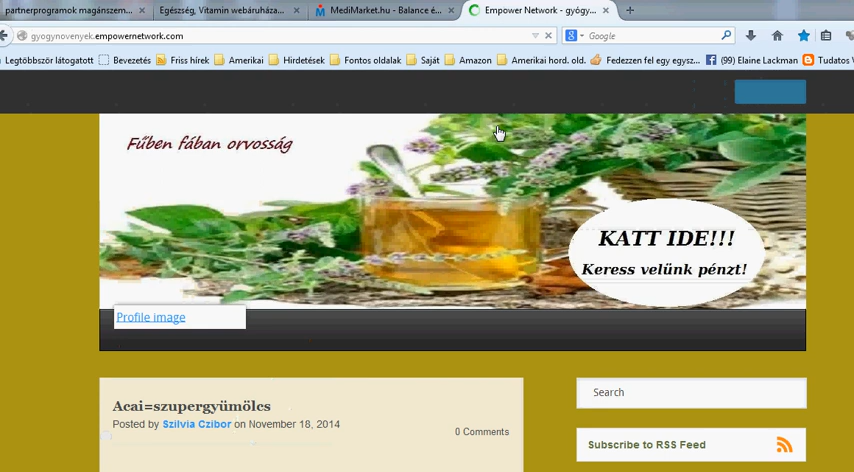 partnerprogramok magánszem...
Egészség, Vitamin webáruháza...
MediMarket.hu - Balance é...
Empower Network - gyógy...
gyogynovenyek.empowernetwork.com
Google
Legtöbbször látogatott
Bevezetés
Friss hírek
Amerikai
Hirdetések
Fontos oldalak
Saját
Amazon
Amerikai hord. old.
Fedezzen fel egy egysz...
(99) Elaine Lackman
Tudatos V
Fűben fában orvosság
KATT IDE!!!
Keress velünk pénzt!
Profile image
Acai=szupergyümölcs
Posted by Szilvia Czibor on November 18, 2014
0 Comments
Search
Subscribe to RSS Feed